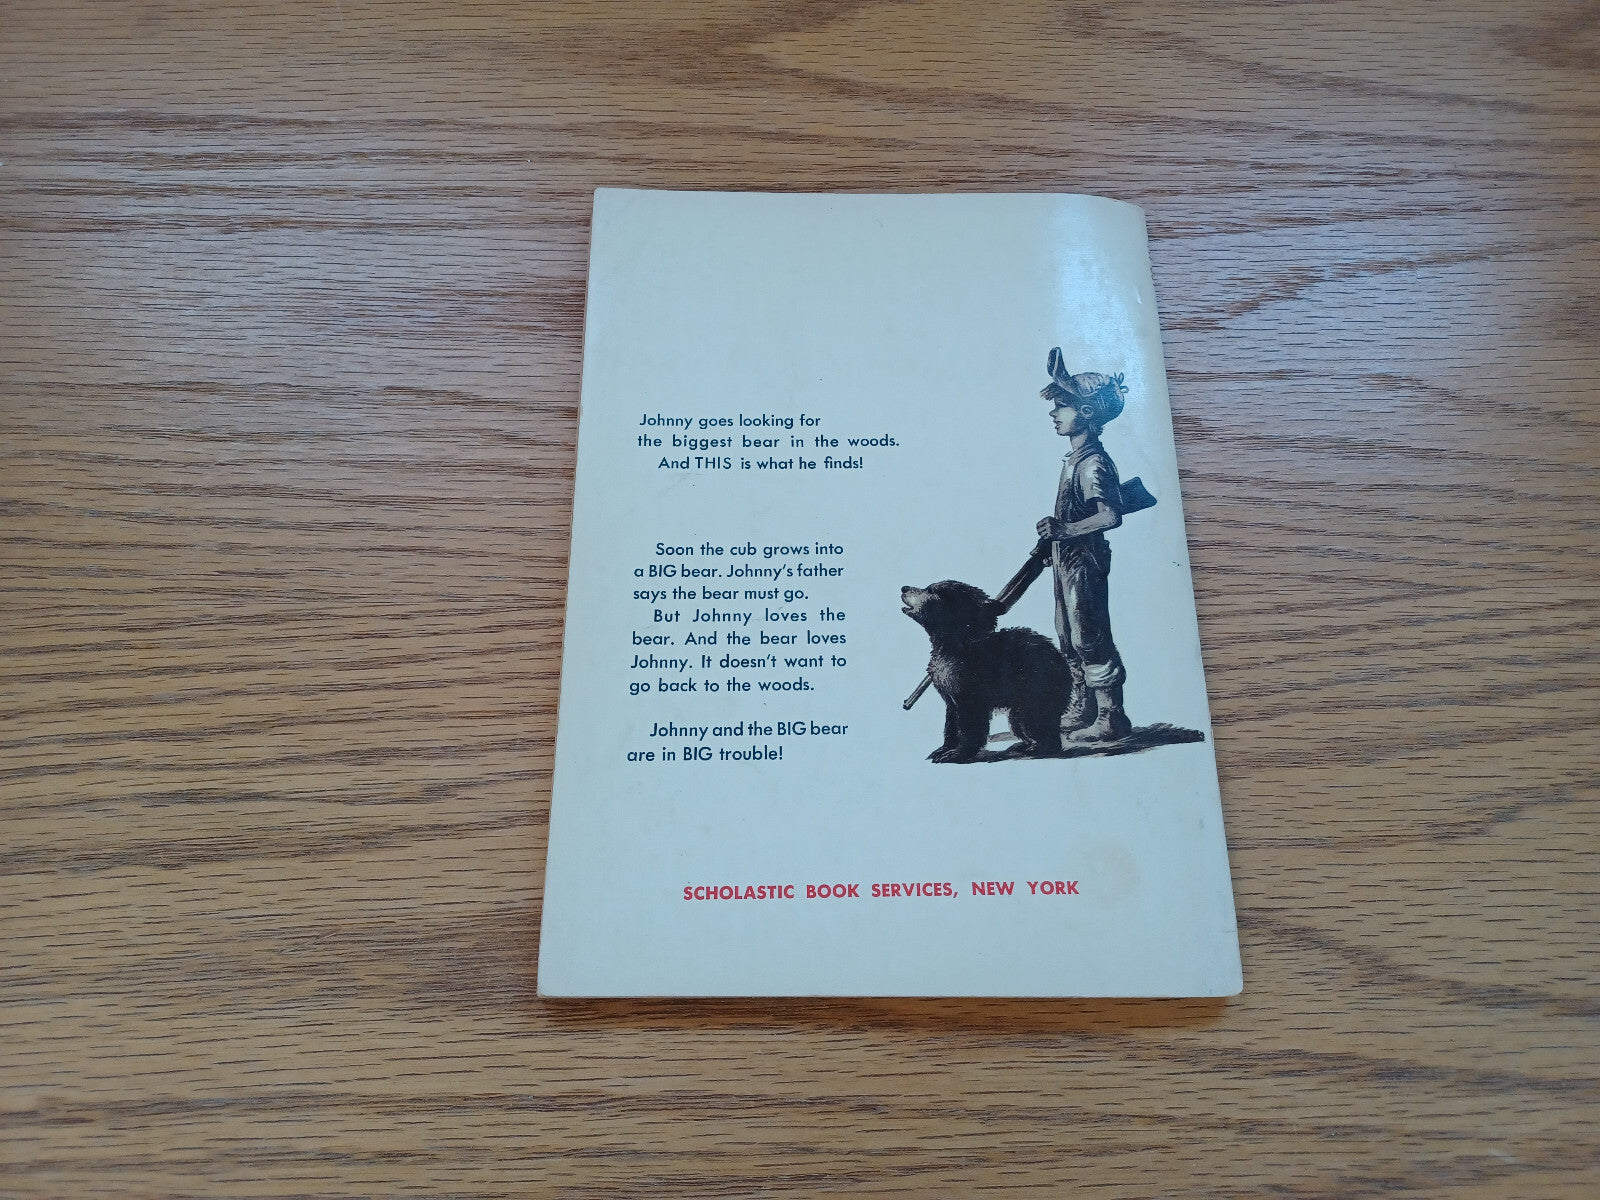 Johnny goes looking for
the biggest bear in the woods.
And THIS is what he finds!
Soon the cub grows into
a BIG bear. Johnny's father
says the bear must go.
But Johnny loves the
bear. And the bear loves
Johnny. It doesn't want to
go back to the woods.
Johnny and the BIG bear
are in BIG trouble!
SCHOLASTIC BOOK SERVICES, NEW YORK